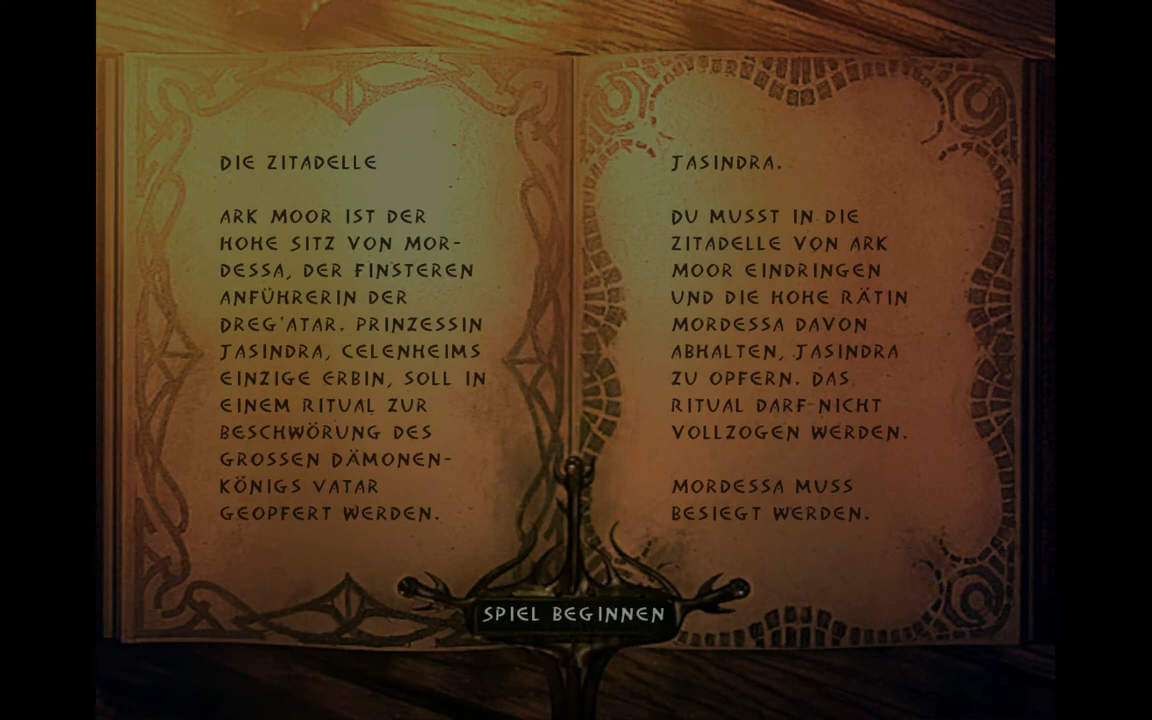 DIE ZITADELLE
ARK MOOR IST DER
HOHE SITZ VON MOR-
DESSA, DER FINSTEREN
ANFÜHRERIN DER
DREG'ATAR. PRINZESSIN
JASINDRA, CELENHEIMS
EINZIGE ERBIN, SOLL IN
EINEM RITUAL ZUR
BESCHWÖRUNG DES
GROSSEN DÄMONEN-
KÖNIGS VATAR
GEOPFERT WERDEN.
JASINDRA.
DU MUSST IN DIE
ZITADELLE VON ARK
MOOR EINDRINGEN
UND DIE HOHE RÄTIN
MORDESSA DAVON
ABHALTEN, JASINDRA
ZU OPFERN. DAS
RITUAL DARF NICHT
VOLLZOGEN WERDEN.
MORDESSA MUSS
BESIEGT WERDEN.
SPIEL BEGINNEN